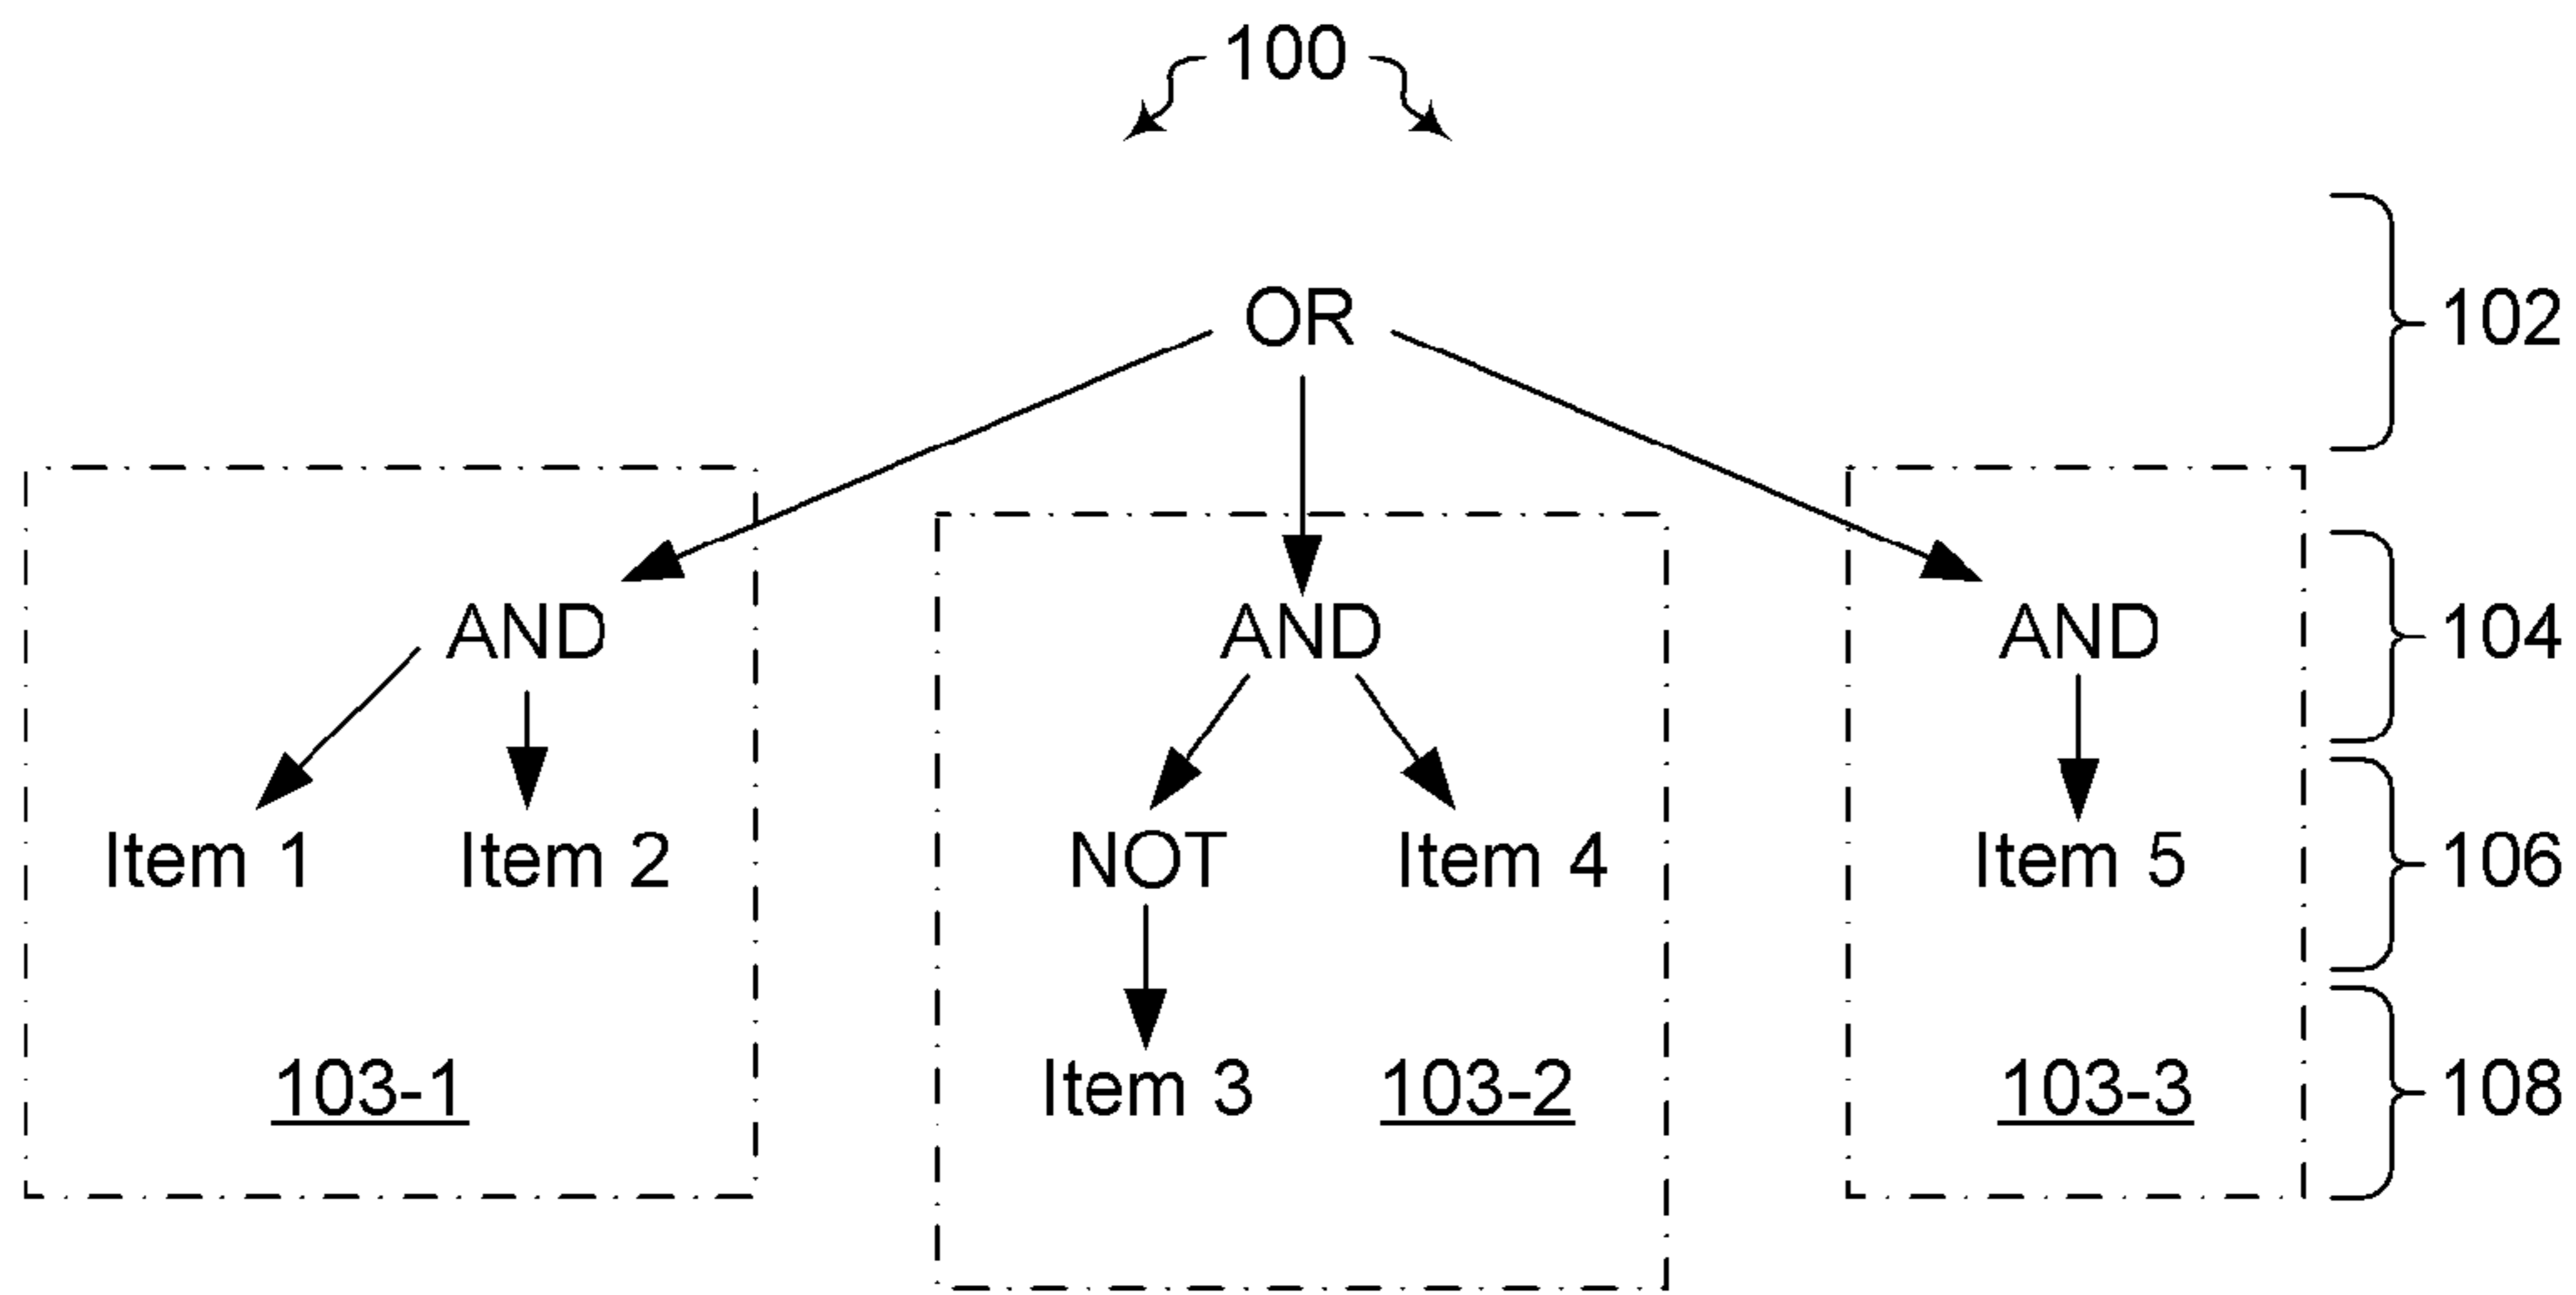 100
OR
102
AND AND AND 104
Item 1 Item 2 NOT Item 4 Item 5 106
103-1 Item 3 103-2 103-3 108